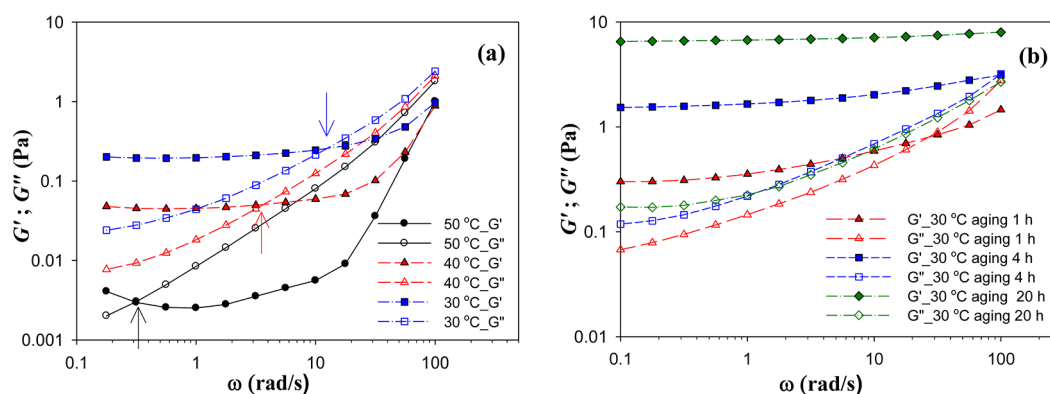 (a)
G' ; G" (Pa)
10
1
0.1
0.01
0.001
50 °C_G'
50 °C_G"
40 °C_G'
40 °C_G"
30 °C_G'
30 °C_G"
0.1 1 10 100
ω (rad/s)
(b)
G' ; G" (Pa)
10
1
0.1
0.01
G'_30 °C aging 1 h
G"_30 °C aging 1 h
G'_30 °C aging 4 h
G"_30 °C aging 4 h
G'_30 °C aging 20 h
G"_30 °C aging 20 h
0.1 1 10 100
ω (rad/s)